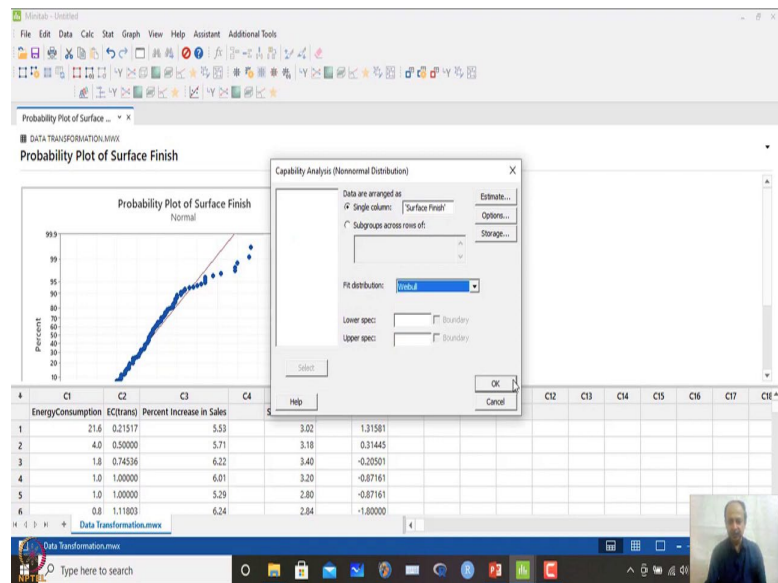 Minitab - Untitled
File Edit Data Calc Stat Graph View Help Assistant Additional Tools
Probability Plot of Surface ...
DATA TRANSFORMATION.MWX
Probability Plot of Surface Finish
Probability Plot of Surface Finish
Normal
99.9
99
95
90
80
70
60
50
40
30
20
10
Percent
Capability Analysis (Nonnormal Distribution)
Data are arranged as
Single column: 'Surface Finish'
Subgroups across rows of:
Fit distribution: Weibull
Lower spec: Boundary
Upper spec: Boundary
Estimate...
Options...
Storage...
Select
Help
OK
Cancel
C1 C2 C3 C4 C12 C13 C14 C15 C16 C17 C18
EnergyConsumption EC(trans) Percent Increase in Sales S
1 21.6 0.21517 5.53 3.02 1.31581
2 4.0 0.50000 5.71 3.18 0.31445
3 1.8 0.74536 6.22 3.40 -0.20501
4 1.0 1.00000 6.01 3.20 -0.87161
5 1.0 1.00000 5.29 2.80 -0.87161
6 0.8 1.11803 6.24 2.84 -1.80000
Data Transformation.mwx
Data Transformation.mwx
Type here to search
NPTEL